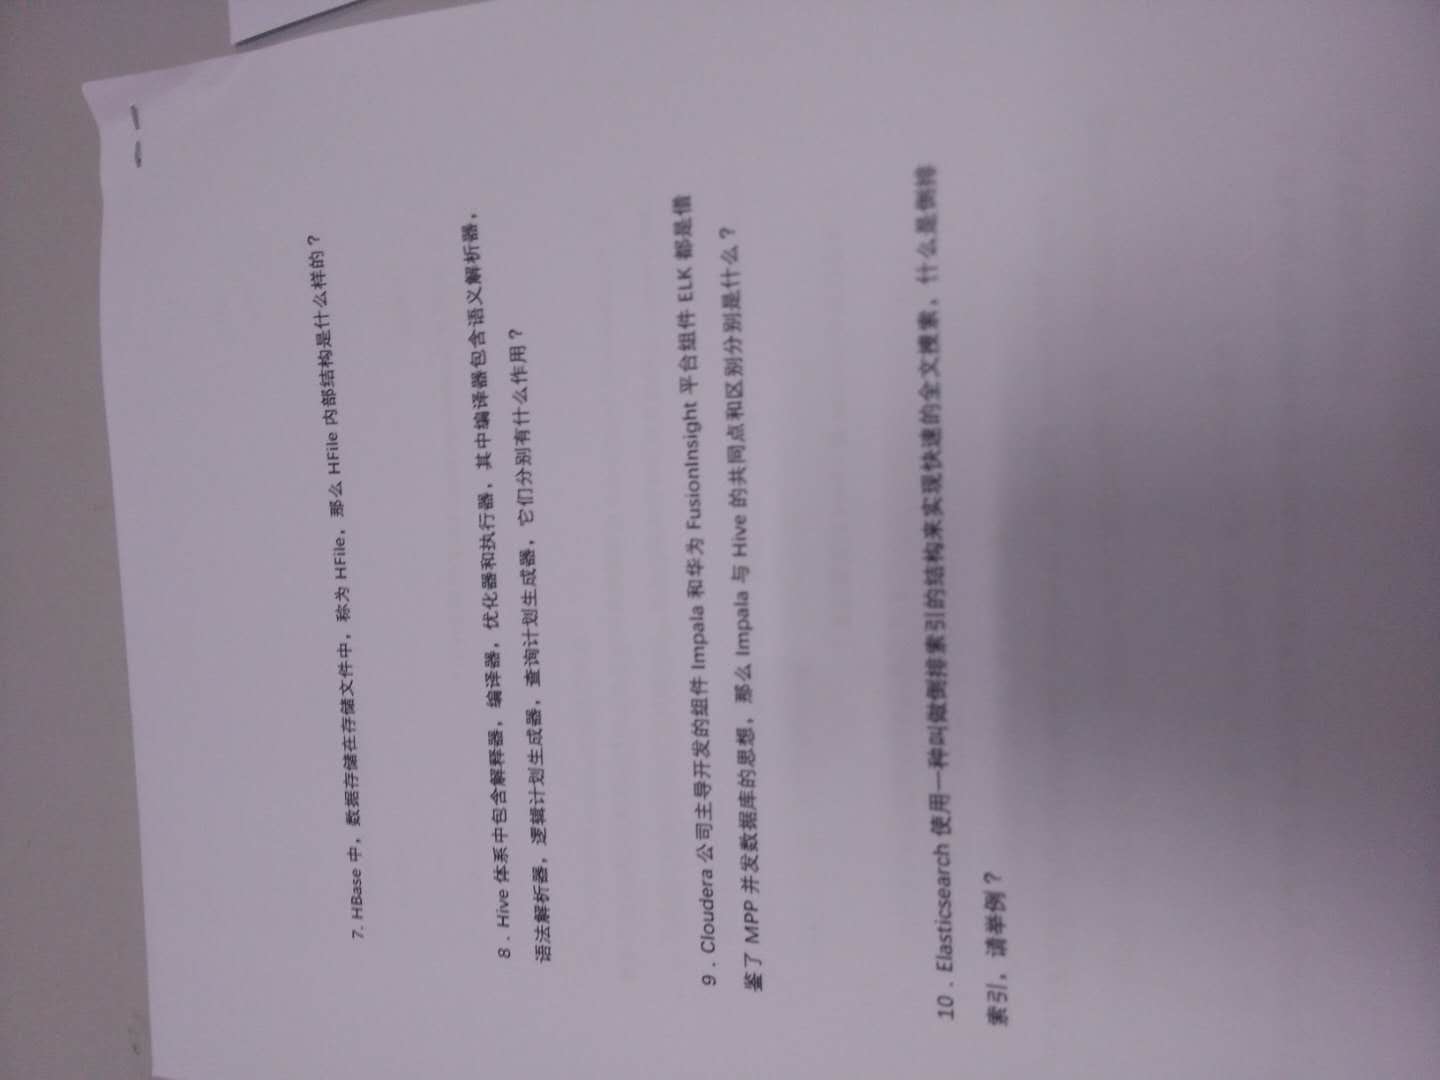 7. HBase 中，数据存储在存储文件中，称为 HFile，那么 HFile 内部结构是什么样的？
8．Hive 体系中包含解释器，编译器，优化器和执行器，其中编译器包含语义解析器，
语法解析器，逻辑计划生成器，查询计划生成器，它们分别有什么作用？
9．Cloudera 公司主导开发的组件 Impala 和华为 FusionInsight 平台组件 ELK 都是借
鉴了 MPP 并发数据库的思想，那么 Impala 与 Hive 的共同点和区别分别是什么？
10．Elasticsearch 使用一种叫做倒排索引的结构来实现快速的全文搜索，什么是倒排
索引，请举例？